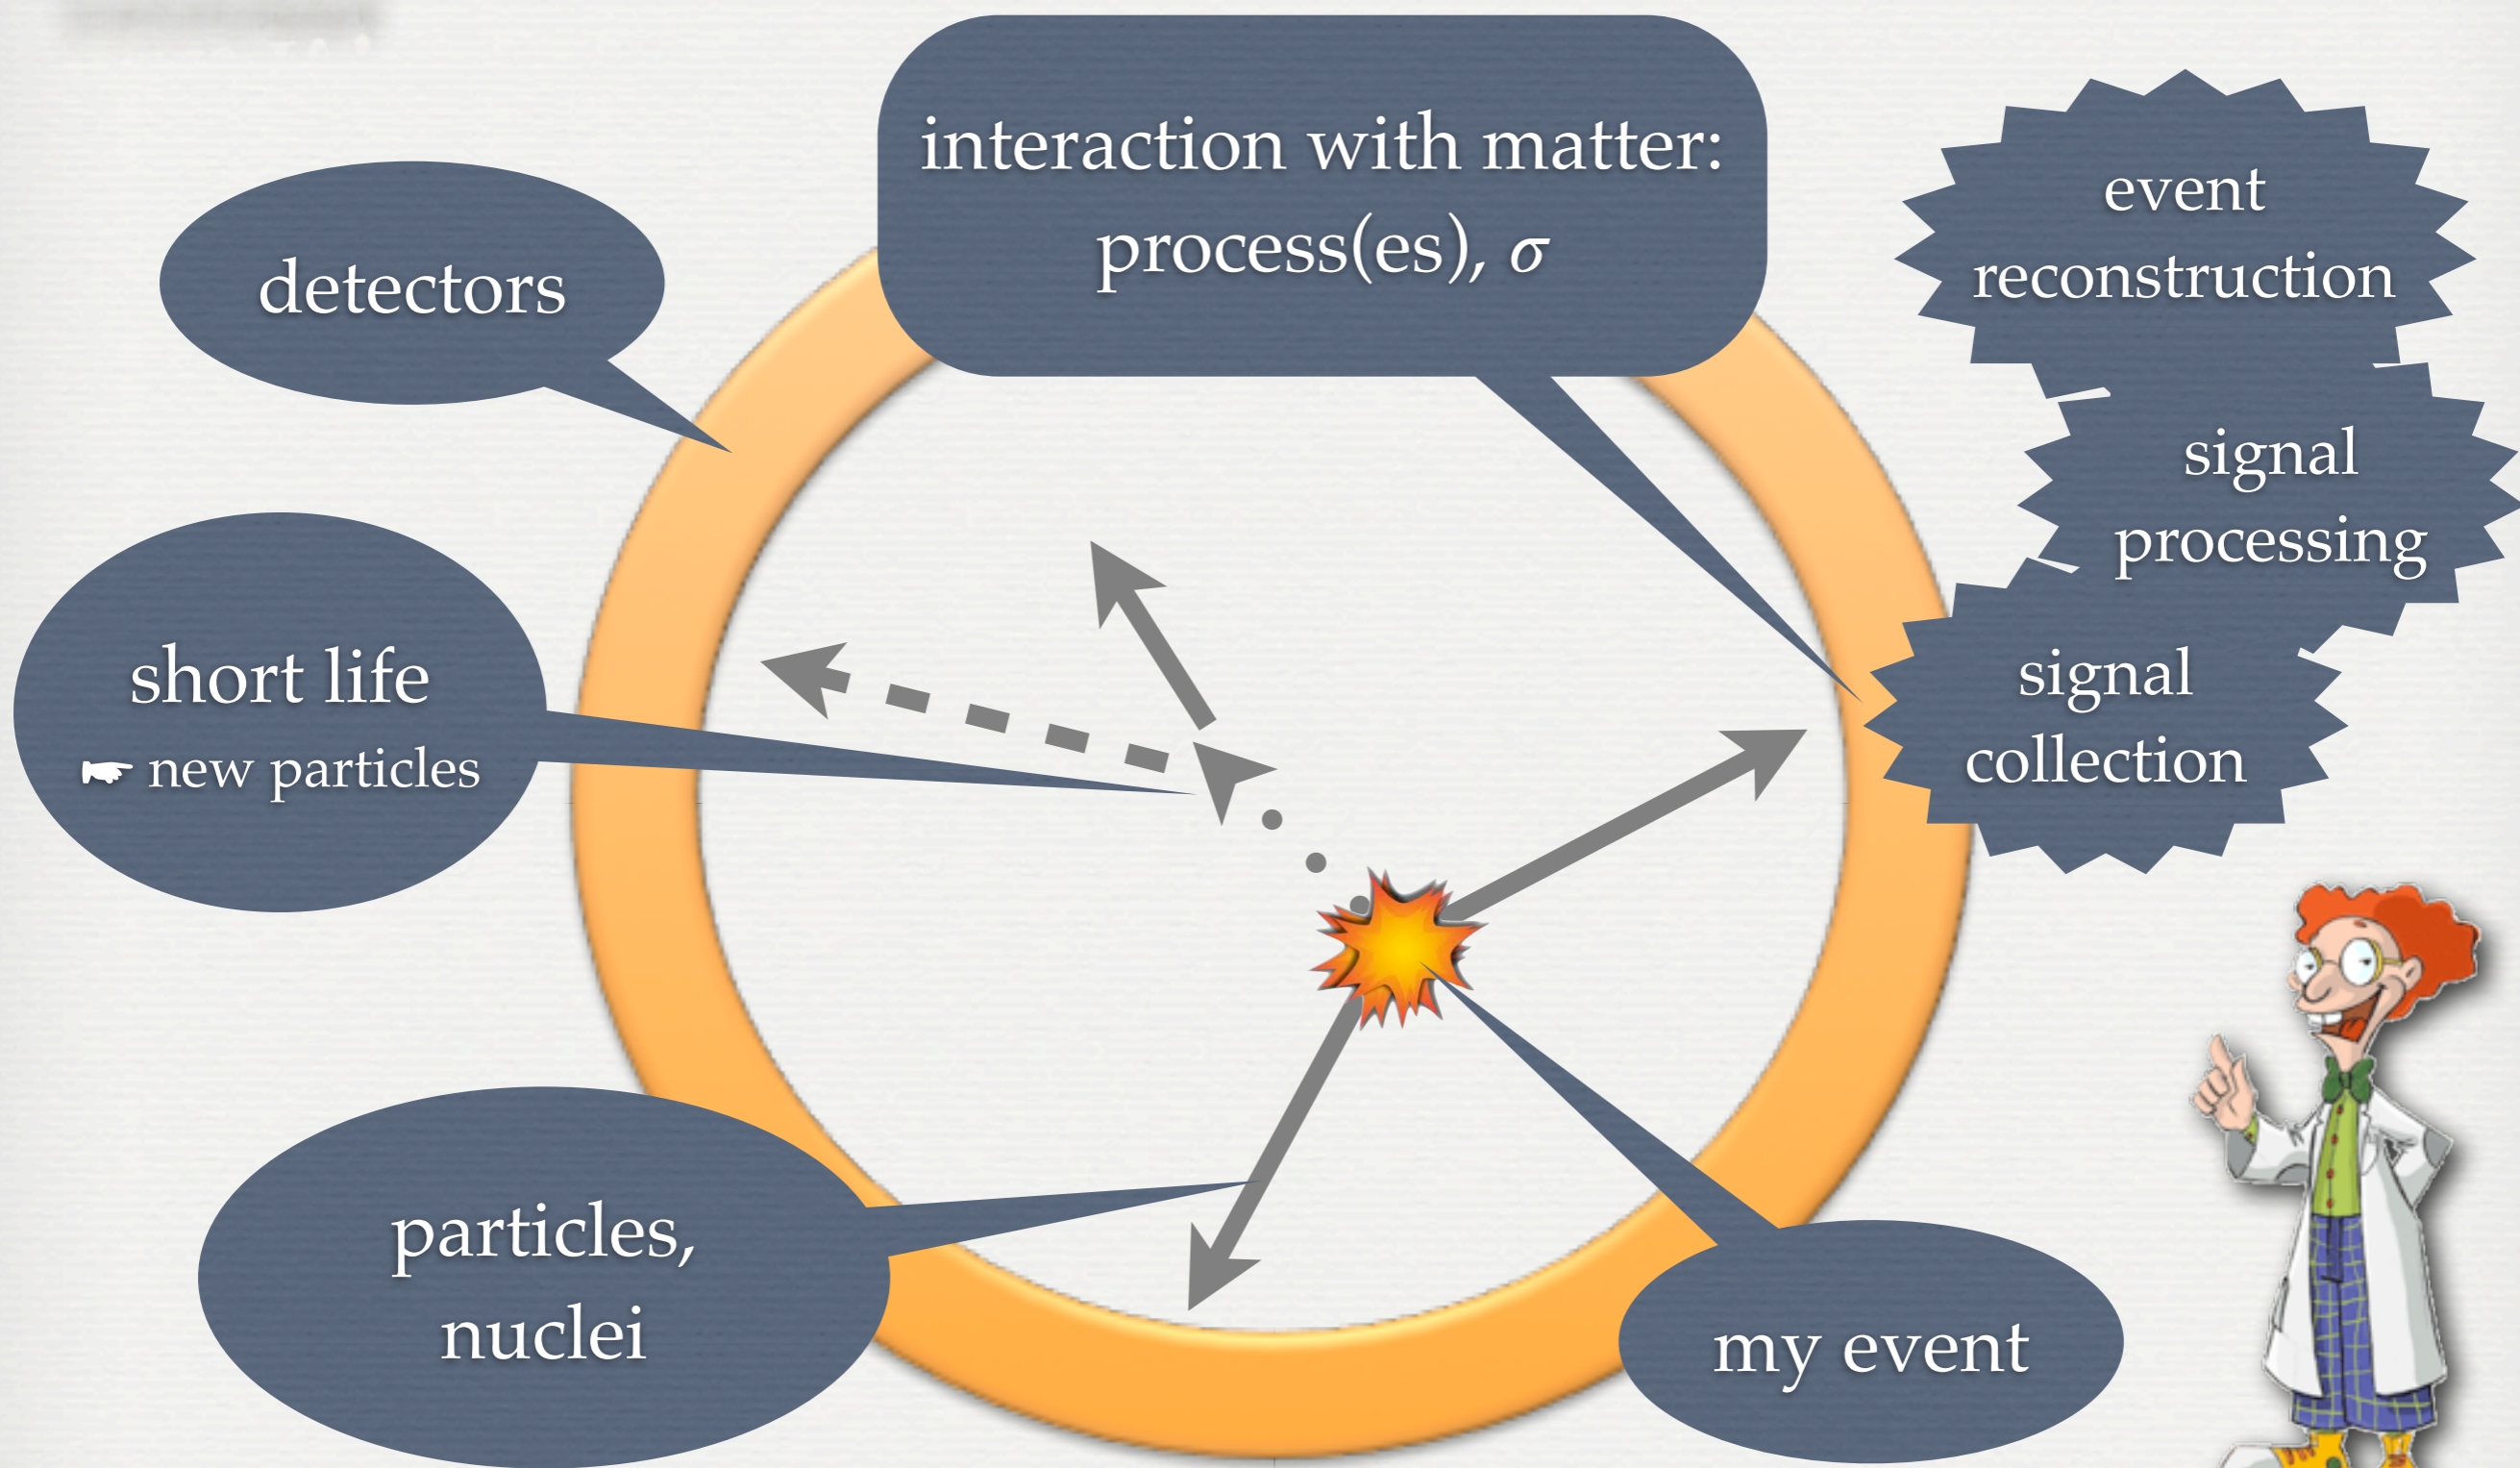 interaction with matter:
process(es), σ
detectors
event
reconstruction
signal
processing
signal
collection
short life
☛ new particles
particles,
nuclei
my event